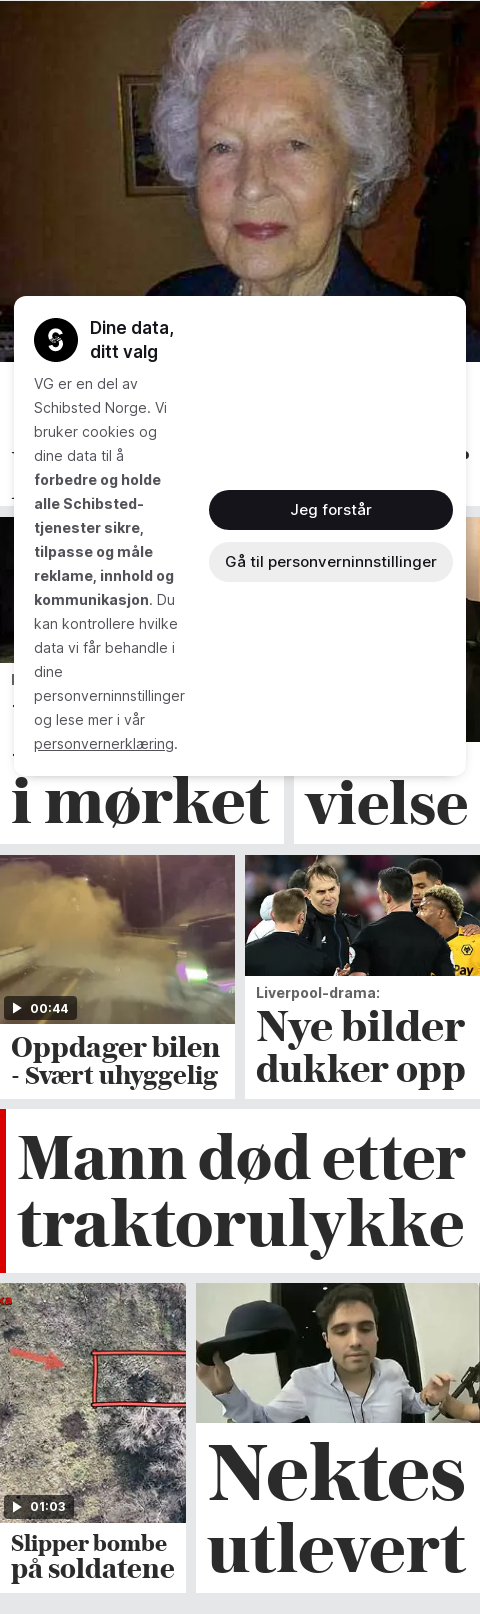 Dine data,
ditt valg
VG er en del av
Schibsted Norge. Vi
bruker cookies og
dine data til å
forbedre og holde
alle Schibsted-
tjenester sikre,
tilpasse og måle
reklame, innhold og
kommunikasjon. Du
kan kontrollere hvilke
data vi får behandle i
dine
personverninnstillinger
og lese mer i vår
personvernerklæring.
Jeg forstår
Gå til personverninnstillinger
i mørket
vielse
00:44
Oppdager bilen
- Svært uhyggelig
Pay
Liverpool-drama:
Nye bilder
dukker opp
Mann død etter
traktorulykke
01:03
Slipper bombe
på soldatene
Nektes
utlevert